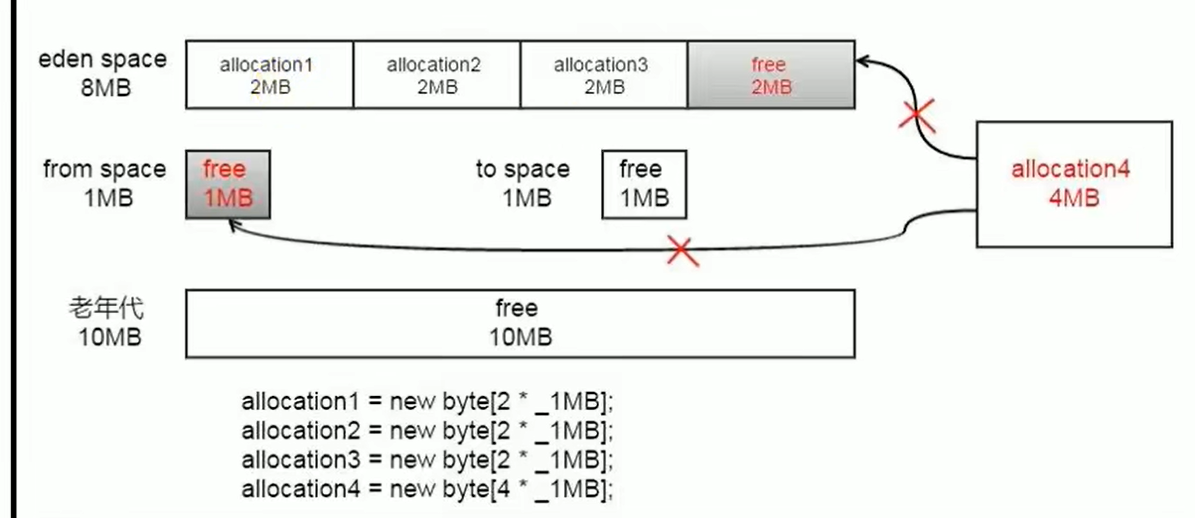 eden space
8MB
allocation1
2MB
allocation2
2MB
allocation3
2MB
free
2MB
from space
1MB
free
1MB
to space
1MB
free
1MB
allocation4
4MB
老年代
10MB
free
10MB
allocation1 = new byte[2 * _1MB];
allocation2 = new byte[2 * _1MB];
allocation3 = new byte[2 * _1MB];
allocation4 = new byte[4 * _1MB];